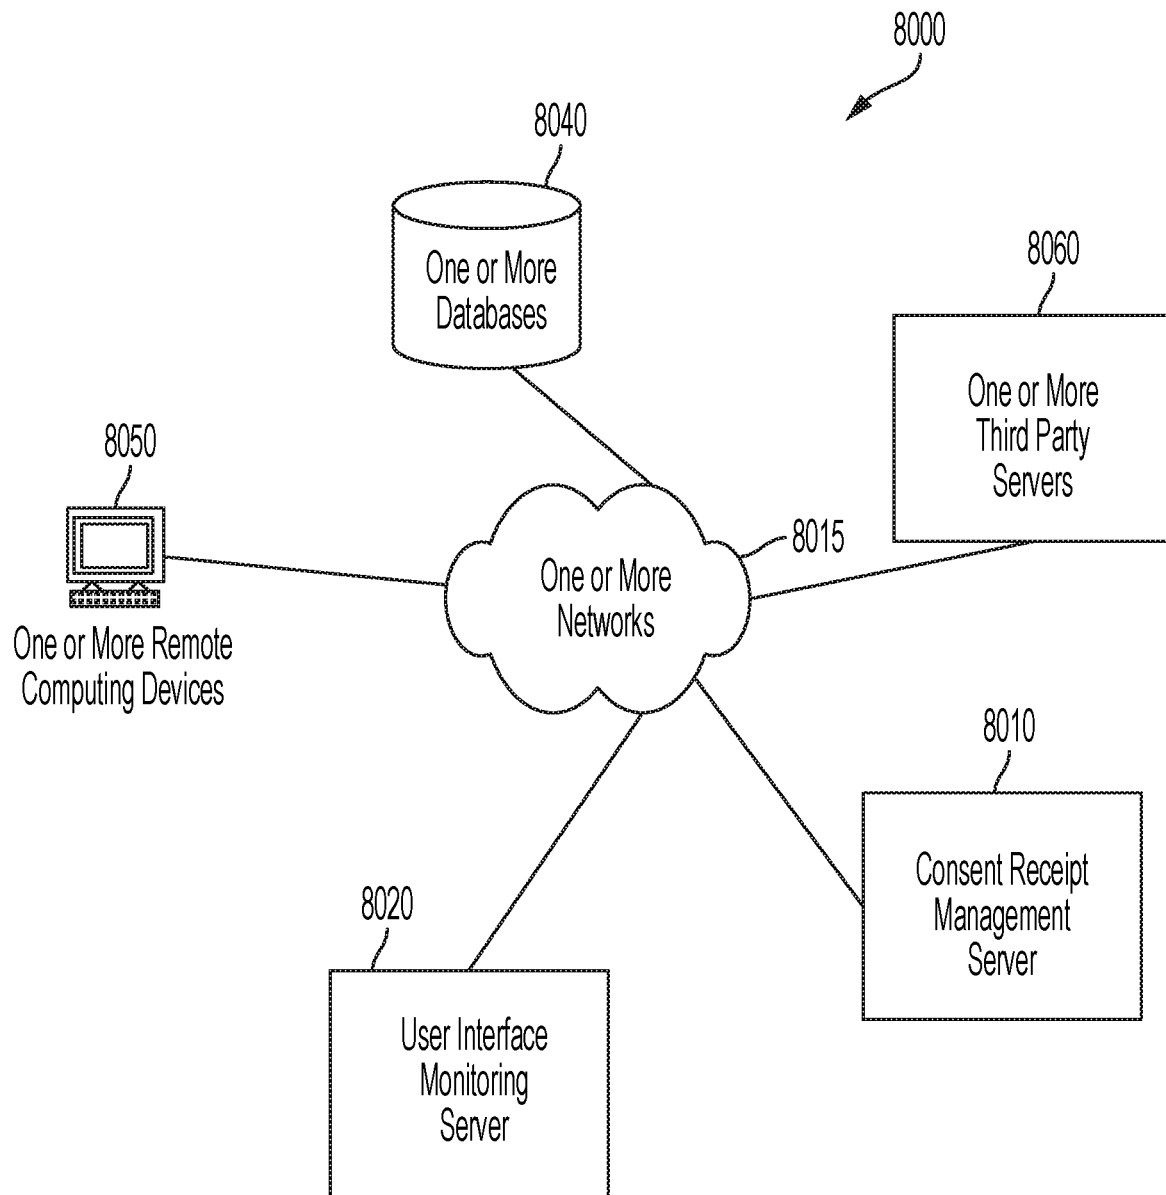 8000
8040
One or More
Databases
8060
One or More
Third Party
Servers
8050
One or More Remote
Computing Devices
8015
One or More
Networks
8010
Consent Receipt
Management
Server
8020
User Interface
Monitoring
Server